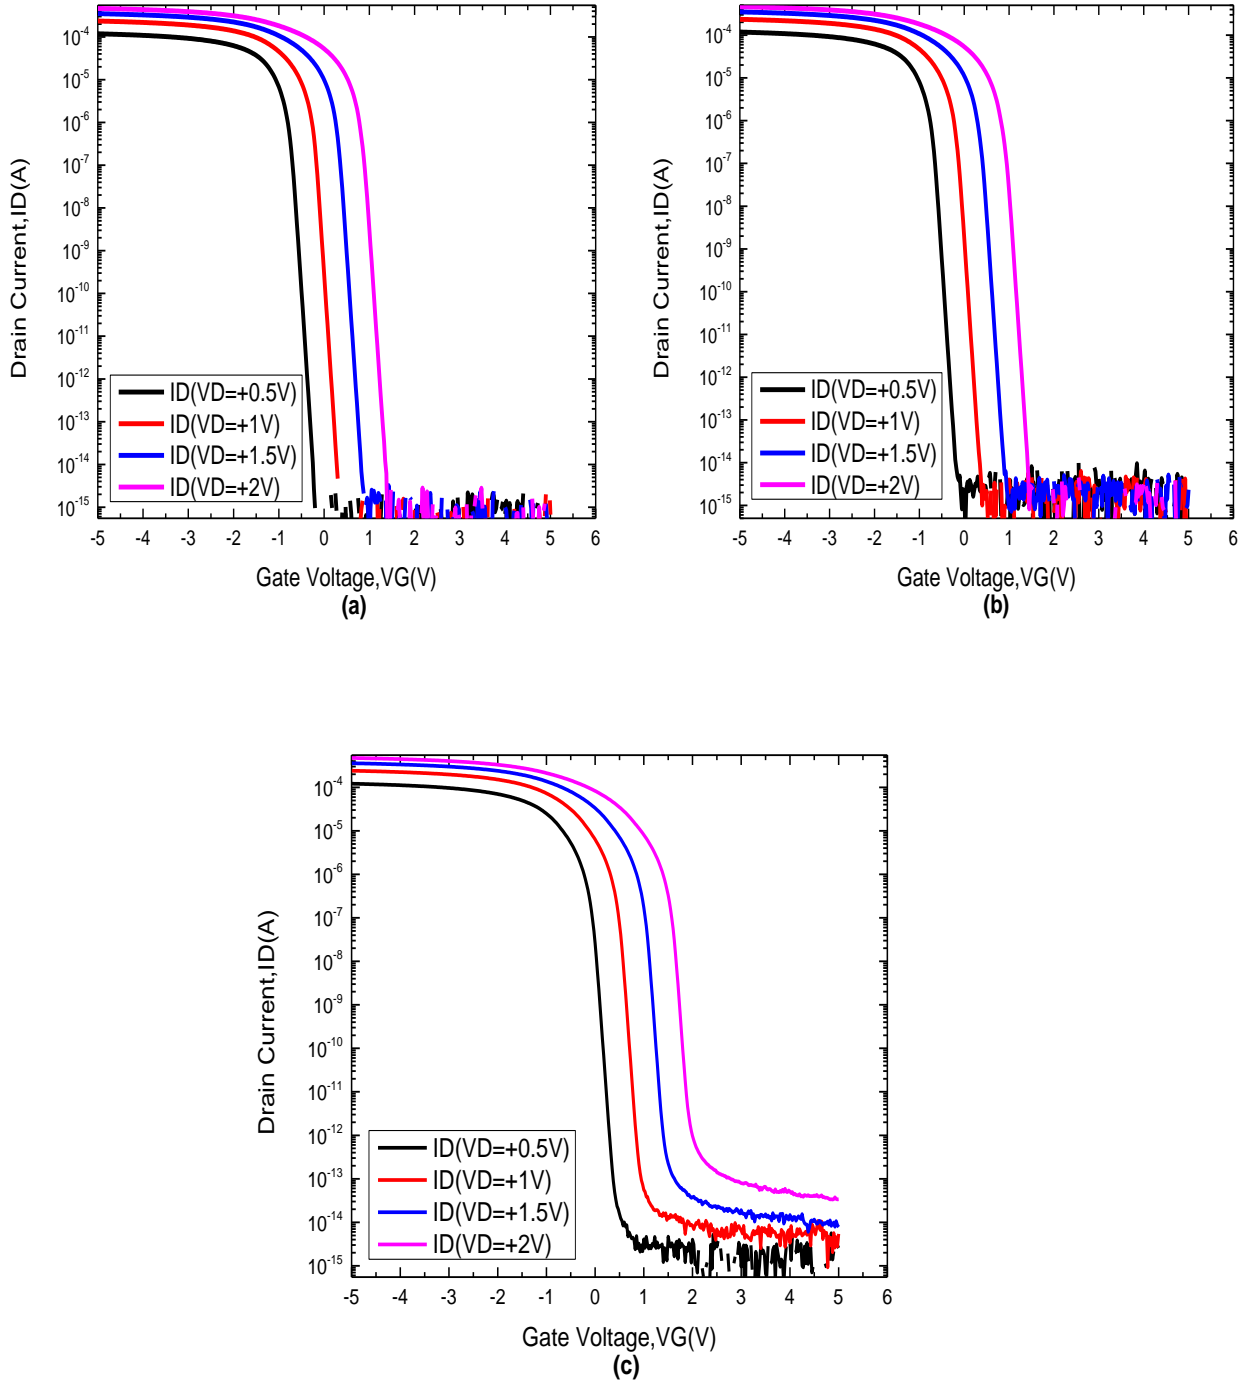 Drain Current,ID(A)
10⁻⁴
10⁻⁵
10⁻⁶
10⁻⁷
10⁻⁸
10⁻⁹
10⁻¹⁰
10⁻¹¹
10⁻¹²
10⁻¹³
10⁻¹⁴
10⁻¹⁵
ID(VD=+0.5V)
ID(VD=+1V)
ID(VD=+1.5V)
ID(VD=+2V)
-5 -4 -3 -2 -1 0 1 2 3 4 5 6
Gate Voltage,VG(V)
(a)
Drain Current,ID(A)
10⁻⁴
10⁻⁵
10⁻⁶
10⁻⁷
10⁻⁸
10⁻⁹
10⁻¹⁰
10⁻¹¹
10⁻¹²
10⁻¹³
10⁻¹⁴
10⁻¹⁵
ID(VD=+0.5V)
ID(VD=+1V)
ID(VD=+1.5V)
ID(VD=+2V)
-5 -4 -3 -2 -1 0 1 2 3 4 5 6
Gate Voltage,VG(V)
(b)
Drain Current,ID(A)
10⁻⁴
10⁻⁵
10⁻⁶
10⁻⁷
10⁻⁸
10⁻⁹
10⁻¹⁰
10⁻¹¹
10⁻¹²
10⁻¹³
10⁻¹⁴
10⁻¹⁵
ID(VD=+0.5V)
ID(VD=+1V)
ID(VD=+1.5V)
ID(VD=+2V)
-5 -4 -3 -2 -1 0 1 2 3 4 5 6
Gate Voltage,VG(V)
(c)